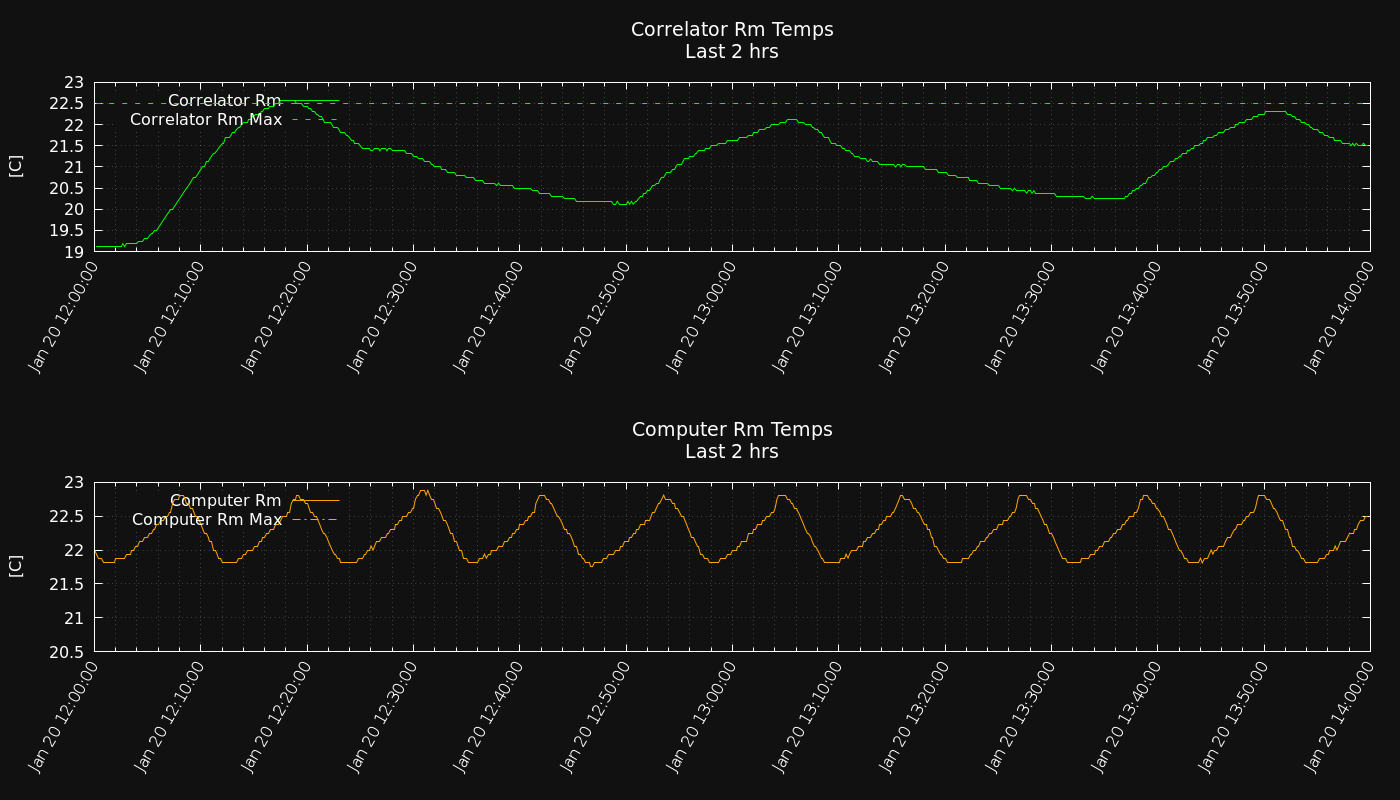 Correlator Rm Temps
Last 2 hrs
23
22.5
22
21.5
21
20.5
20
19.5
19
[C]
Correlator Rm
Correlator Rm Max
Jan 20 12:00:00
Jan 20 12:10:00
Jan 20 12:20:00
Jan 20 12:30:00
Jan 20 12:40:00
Jan 20 12:50:00
Jan 20 13:00:00
Jan 20 13:10:00
Jan 20 13:20:00
Jan 20 13:30:00
Jan 20 13:40:00
Jan 20 13:50:00
Jan 20 14:00:00
Computer Rm Temps
Last 2 hrs
23
22.5
22
21.5
21
20.5
[C]
Computer Rm
Computer Rm Max
Jan 20 12:00:00
Jan 20 12:10:00
Jan 20 12:20:00
Jan 20 12:30:00
Jan 20 12:40:00
Jan 20 12:50:00
Jan 20 13:00:00
Jan 20 13:10:00
Jan 20 13:20:00
Jan 20 13:30:00
Jan 20 13:40:00
Jan 20 13:50:00
Jan 20 14:00:00